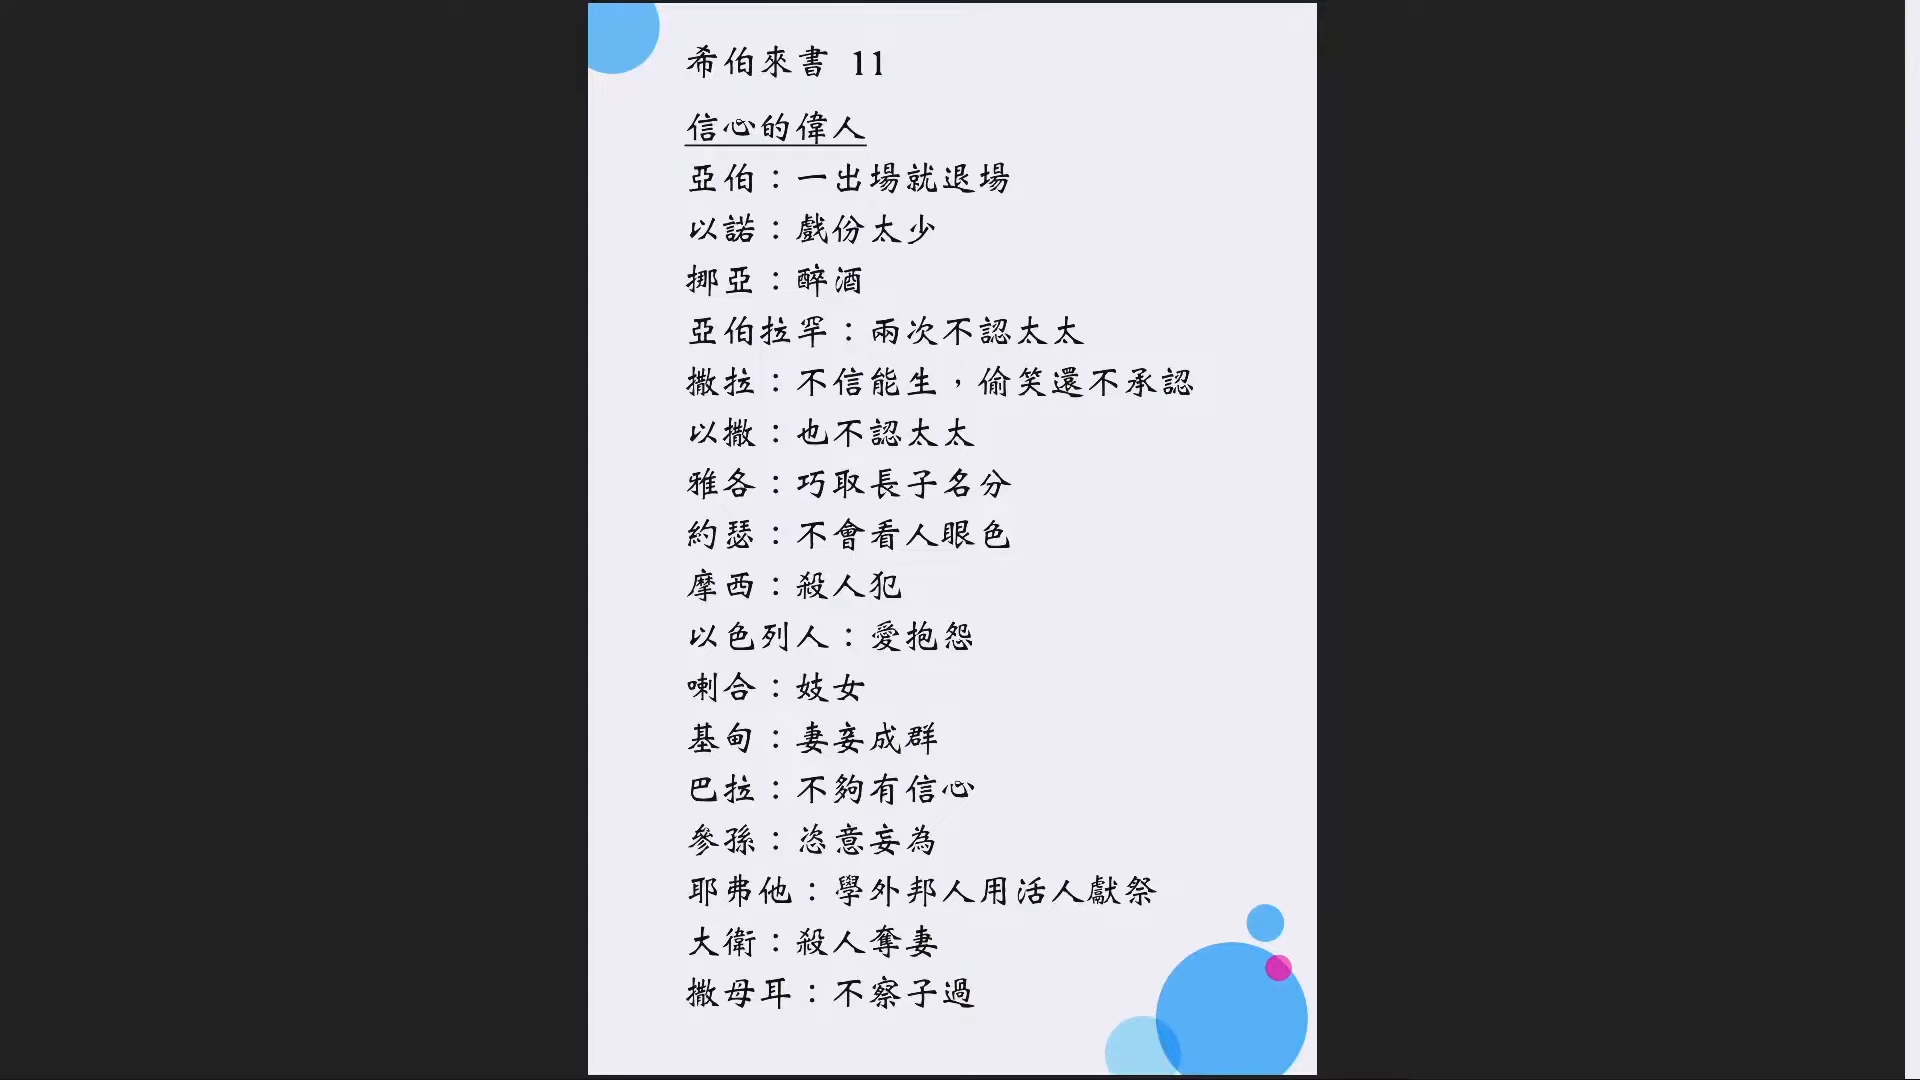 希伯來書 11
信心的偉人
亞伯：一出場就退場
以諾：戲份太少
挪亞：醉酒
亞伯拉罕：兩次不認太太
撒拉：不信能生，偷笑還不承認
以撒：也不認太太
雅各：巧取長子名分
約瑟：不會看人眼色
摩西：殺人犯
以色列人：愛抱怨
喇合：妓女
基甸：妻妾成群
巴拉：不夠有信心
參孫：恣意妄為
耶弗他：學外邦人用活人獻祭
大衛：殺人奪妻
撒母耳：不察子過